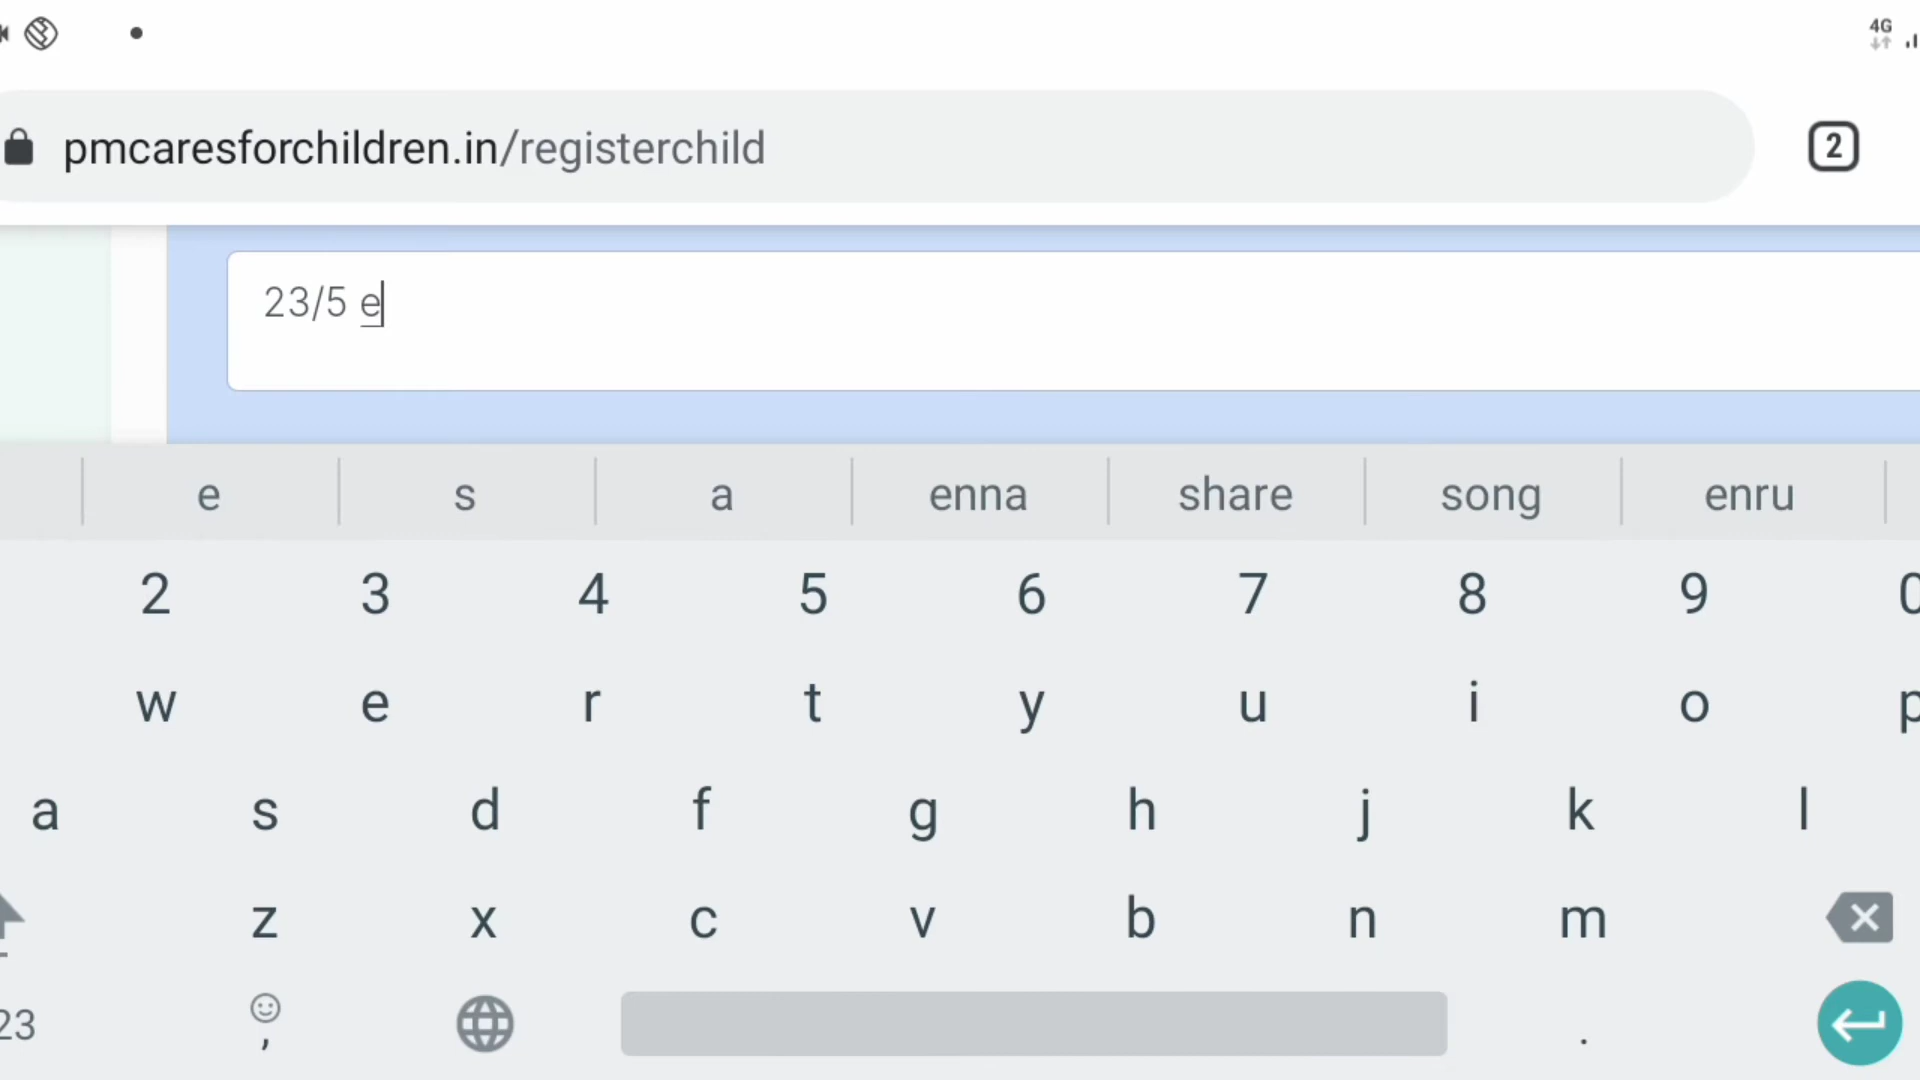 4G
pmcaresforchildren.in/registerchild
2
23/5 e
e s a enna share song enru
2 3 4 5 6 7 8 9 0
w e r t y u i o p
a s d f g h j k l
z x c v b n m
23 , .